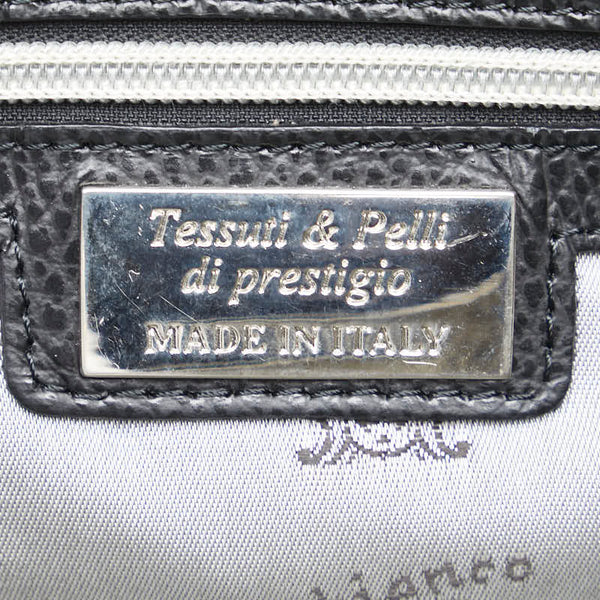 Tessuti & Pelli
di prestigio
MADE IN ITALY